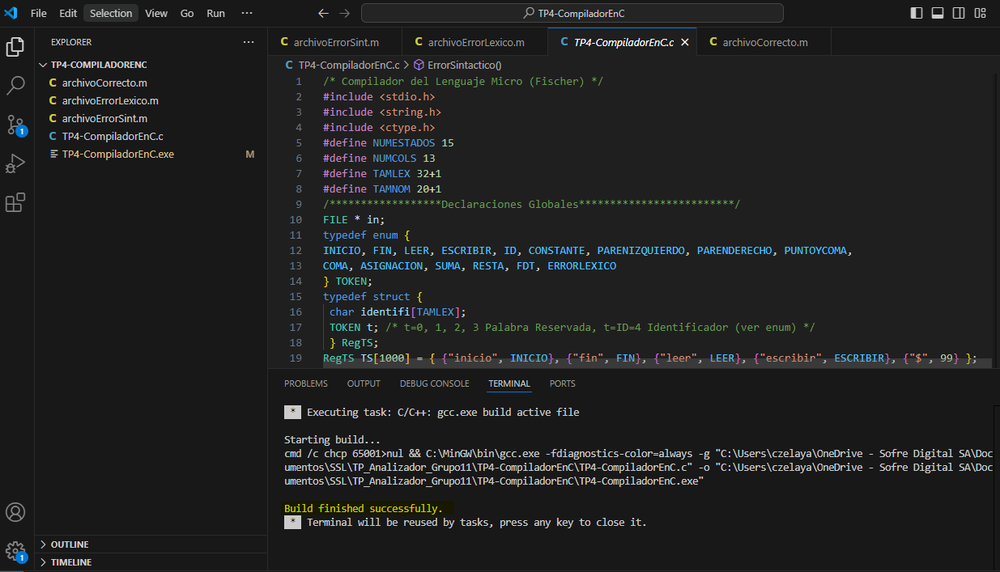 File Edit Selection View Go Run ···
TP4-CompiladorEnC
EXPLORER ···
TP4-COMPILADORENC
C archivoCorrecto.m
C archivoErrorLexico.m
C archivoErrorSint.m
C TP4-CompiladorEnC.c
TP4-CompiladorEnC.exe M
1
OUTLINE
TIMELINE
1
C archivoErrorSint.m C archivoErrorLexico.m C TP4-CompiladorEnC.c C archivoCorrecto.m
C TP4-CompiladorEnC.c > ErrorSintactico()
1 /* Compilador del Lenguaje Micro (Fischer) */
2 #include <stdio.h>
3 #include <string.h>
4 #include <ctype.h>
5 #define NUMESTADOS 15
6 #define NUMCOLS 13
7 #define TAMLEX 32+1
8 #define TAMNOM 20+1
9 /******************Declaraciones Globales*************************/
10 FILE * in;
11 typedef enum {
12 INICIO, FIN, LEER, ESCRIBIR, ID, CONSTANTE, PARENIZQUIERDO, PARENDERECHO, PUNTOYCOMA,
13 COMA, ASIGNACION, SUMA, RESTA, FDT, ERRORLEXICO
14 } TOKEN;
15 typedef struct {
16 char identifi[TAMLEX];
17 TOKEN t; /* t=0, 1, 2, 3 Palabra Reservada, t=ID=4 Identificador (ver enum) */
18 } RegTS;
19 RegTS TS[1000] = { {"inicio", INICIO}, {"fin", FIN}, {"leer", LEER}, {"escribir", ESCRIBIR}, {"$", 99} };
PROBLEMS OUTPUT DEBUG CONSOLE TERMINAL PORTS
* Executing task: C/C++: gcc.exe build active file
Starting build...
cmd /c chcp 65001>nul && C:\MinGW\bin\gcc.exe -fdiagnostics-color=always -g "C:\Users\czelaya\OneDrive - Sofre Digital SA\Doc
umentos\SSL\TP_Analizador_Grupo11\TP4-CompiladorEnC\TP4-CompiladorEnC.c" -o "C:\Users\czelaya\OneDrive - Sofre Digital SA\Doc
umentos\SSL\TP_Analizador_Grupo11\TP4-CompiladorEnC\TP4-CompiladorEnC.exe"
Build finished successfully.
* Terminal will be reused by tasks, press any key to close it.